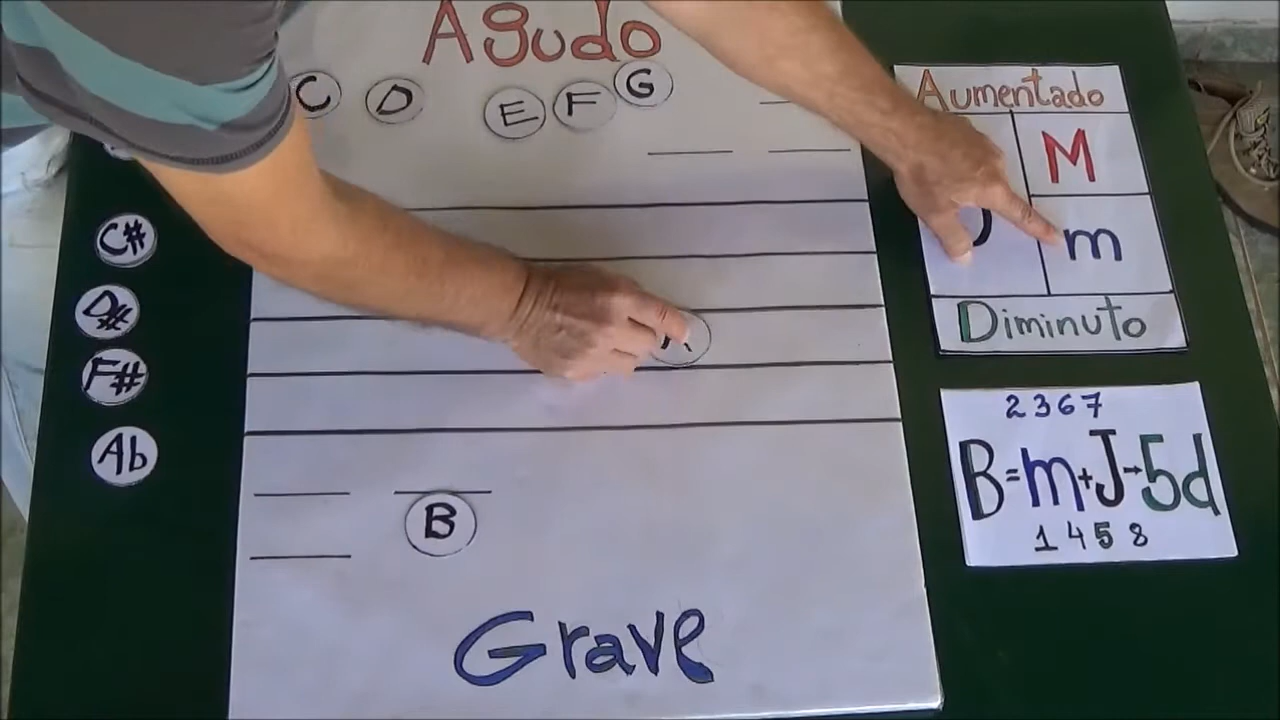 Agudo
C D E F G
C#
D#
F#
Ab
B
Grave
Aumentado
M
J m
Diminuto
2 3 6 7
B=m+J→5d
1 4 5 8